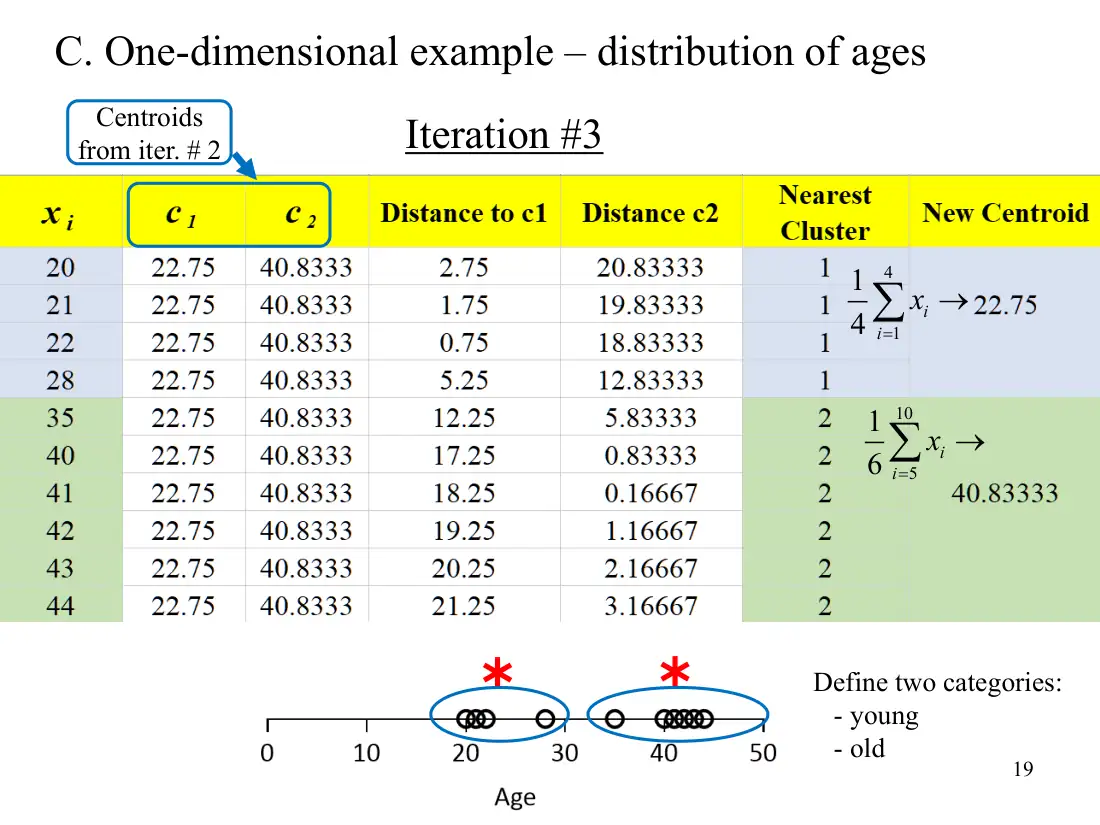 C. One-dimensional example – distribution of ages
Centroids
from iter. # 2
Iteration #3
x i c 1 c 2 Distance to c1 Distance c2 Nearest Cluster New Centroid
20 22.75 40.8333 2.75 20.83333 1
21 22.75 40.8333 1.75 19.83333 1
22 22.75 40.8333 0.75 18.83333 1
28 22.75 40.8333 5.25 12.83333 1
1/4 ∑_{i=1}^{4} x_i → 22.75
35 22.75 40.8333 12.25 5.83333 2
40 22.75 40.8333 17.25 0.83333 2
41 22.75 40.8333 18.25 0.16667 2
42 22.75 40.8333 19.25 1.16667 2
43 22.75 40.8333 20.25 2.16667 2
44 22.75 40.8333 21.25 3.16667 2
1/6 ∑_{i=5}^{10} x_i →
40.83333
* *
0 10 20 30 40 50
Age
Define two categories:
- young
- old
19